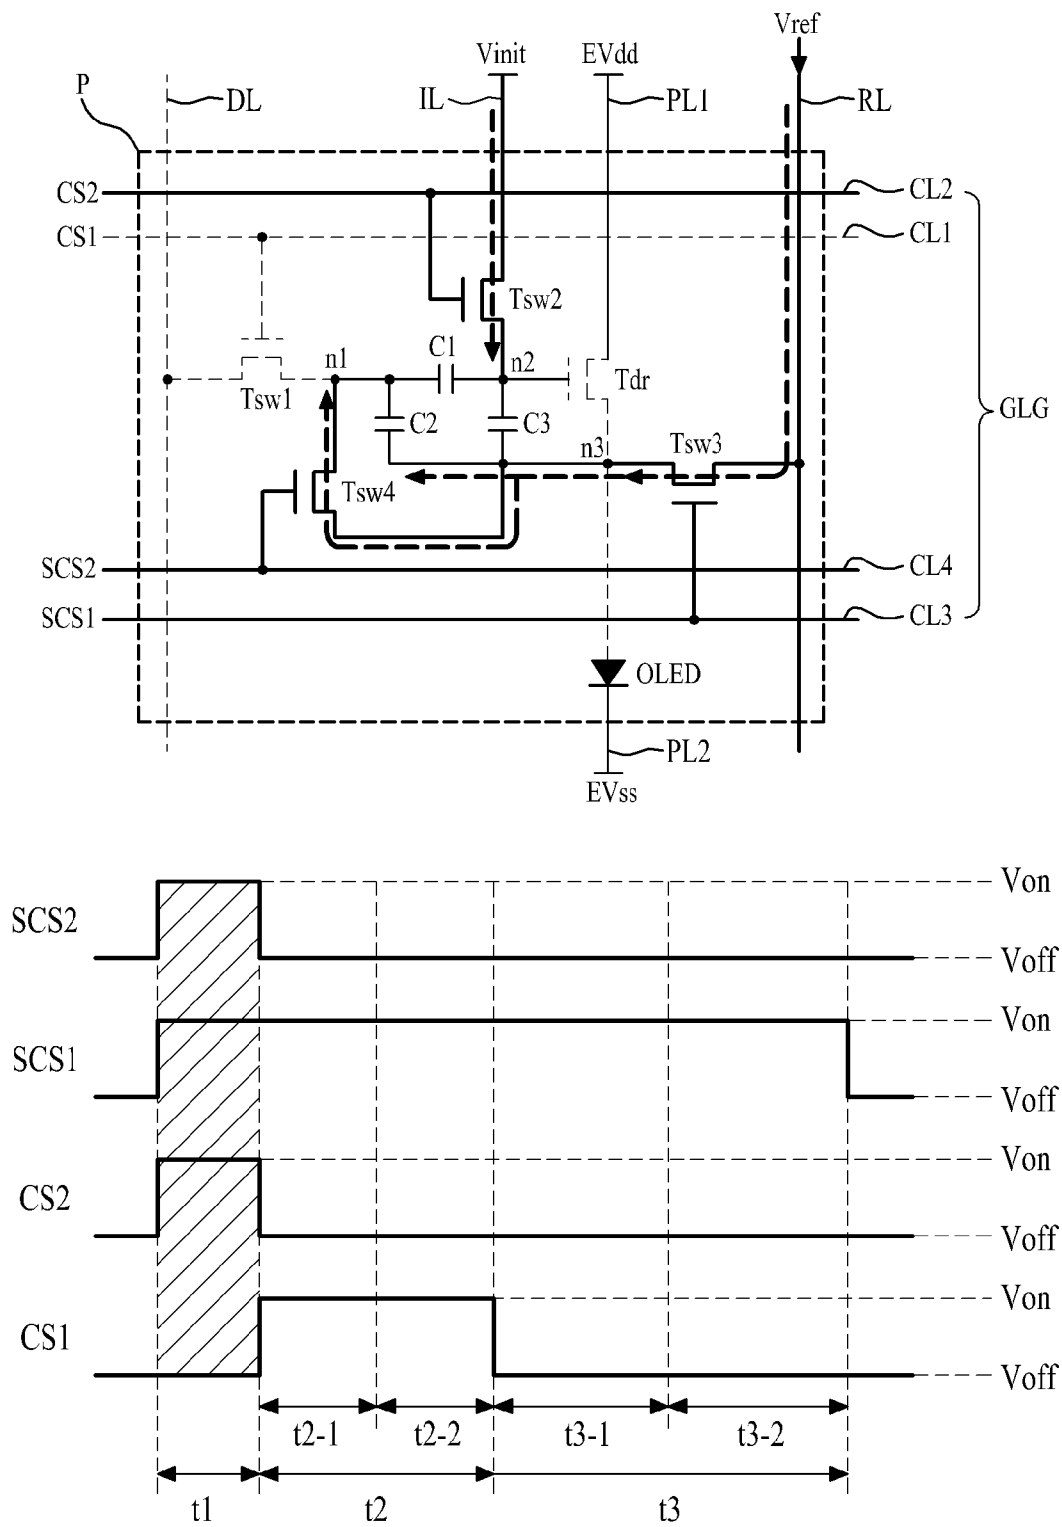 Vref
Vinit EVdd
P DL IL PL1 RL
CS2 CL2
CS1 CL1
Tsw2
n1 C1 n2
Tsw1 Tdr
GLG
C2 C3 n3 Tsw3
Tsw4
SCS2 CL4
SCS1 CL3
OLED
PL2
EVss
Von
SCS2
Voff
Von
SCS1
Voff
Von
CS2
Voff
Von
CS1
Voff
t2-1 t2-2 t3-1 t3-2
t1 t2 t3